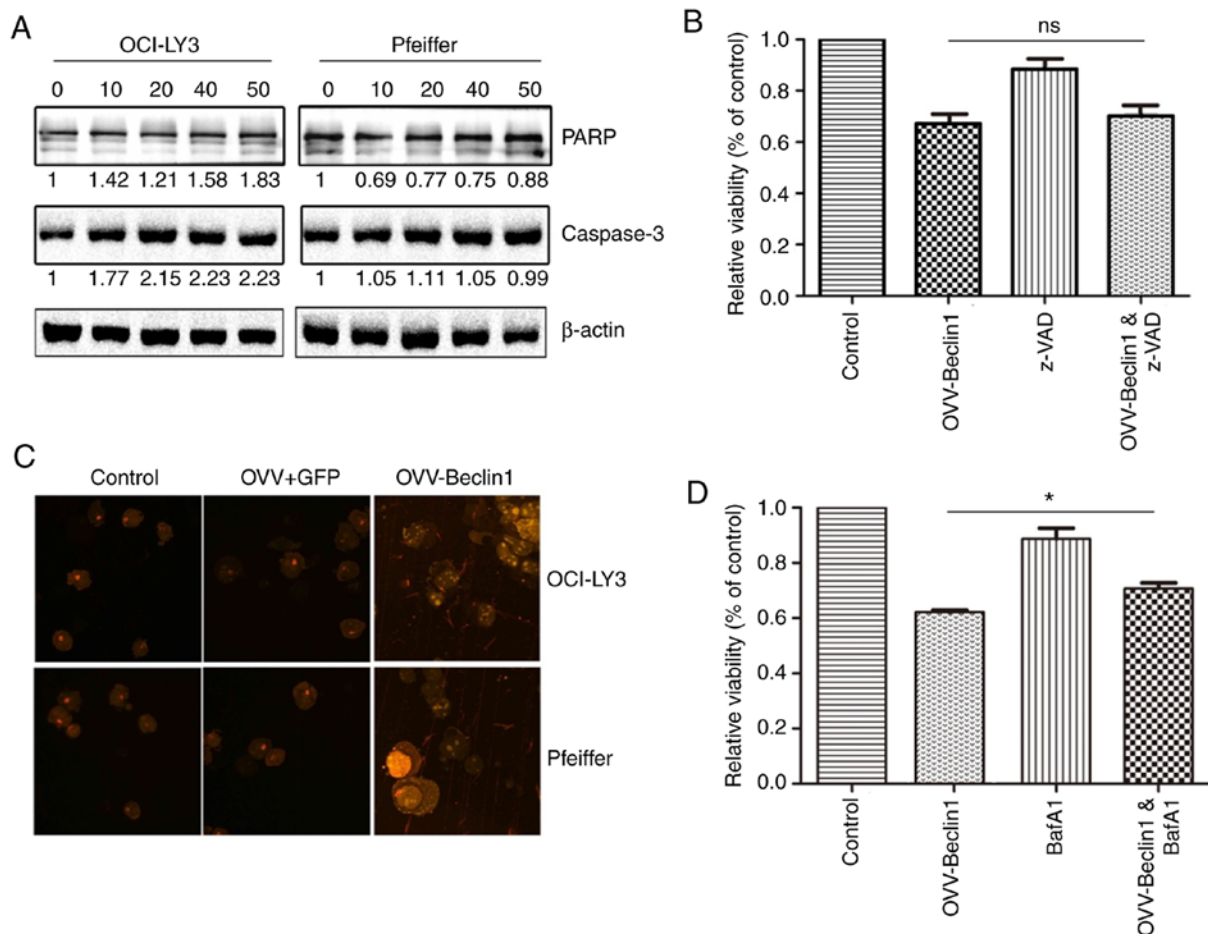 A
OCI-LY3 Pfeiffer
0 10 20 40 50 0 10 20 40 50
PARP
1 1.42 1.21 1.58 1.83 1 0.69 0.77 0.75 0.88
Caspase-3
1 1.77 2.15 2.23 2.23 1 1.05 1.11 1.05 0.99
β-actin
B
ns
Relative viability (% of control)
1.0
0.8
0.6
0.4
0.2
0.0
Control
OVV-Beclin1
z-VAD
OVV-Beclin1 &
z-VAD
C
Control OVV+GFP OVV-Beclin1
OCI-LY3
Pfeiffer
D
*
Relative viability (% of control)
1.0
0.8
0.6
0.4
0.2
0.0
Control
OVV-Beclin1
BafA1
OVV-Beclin1 &
BafA1